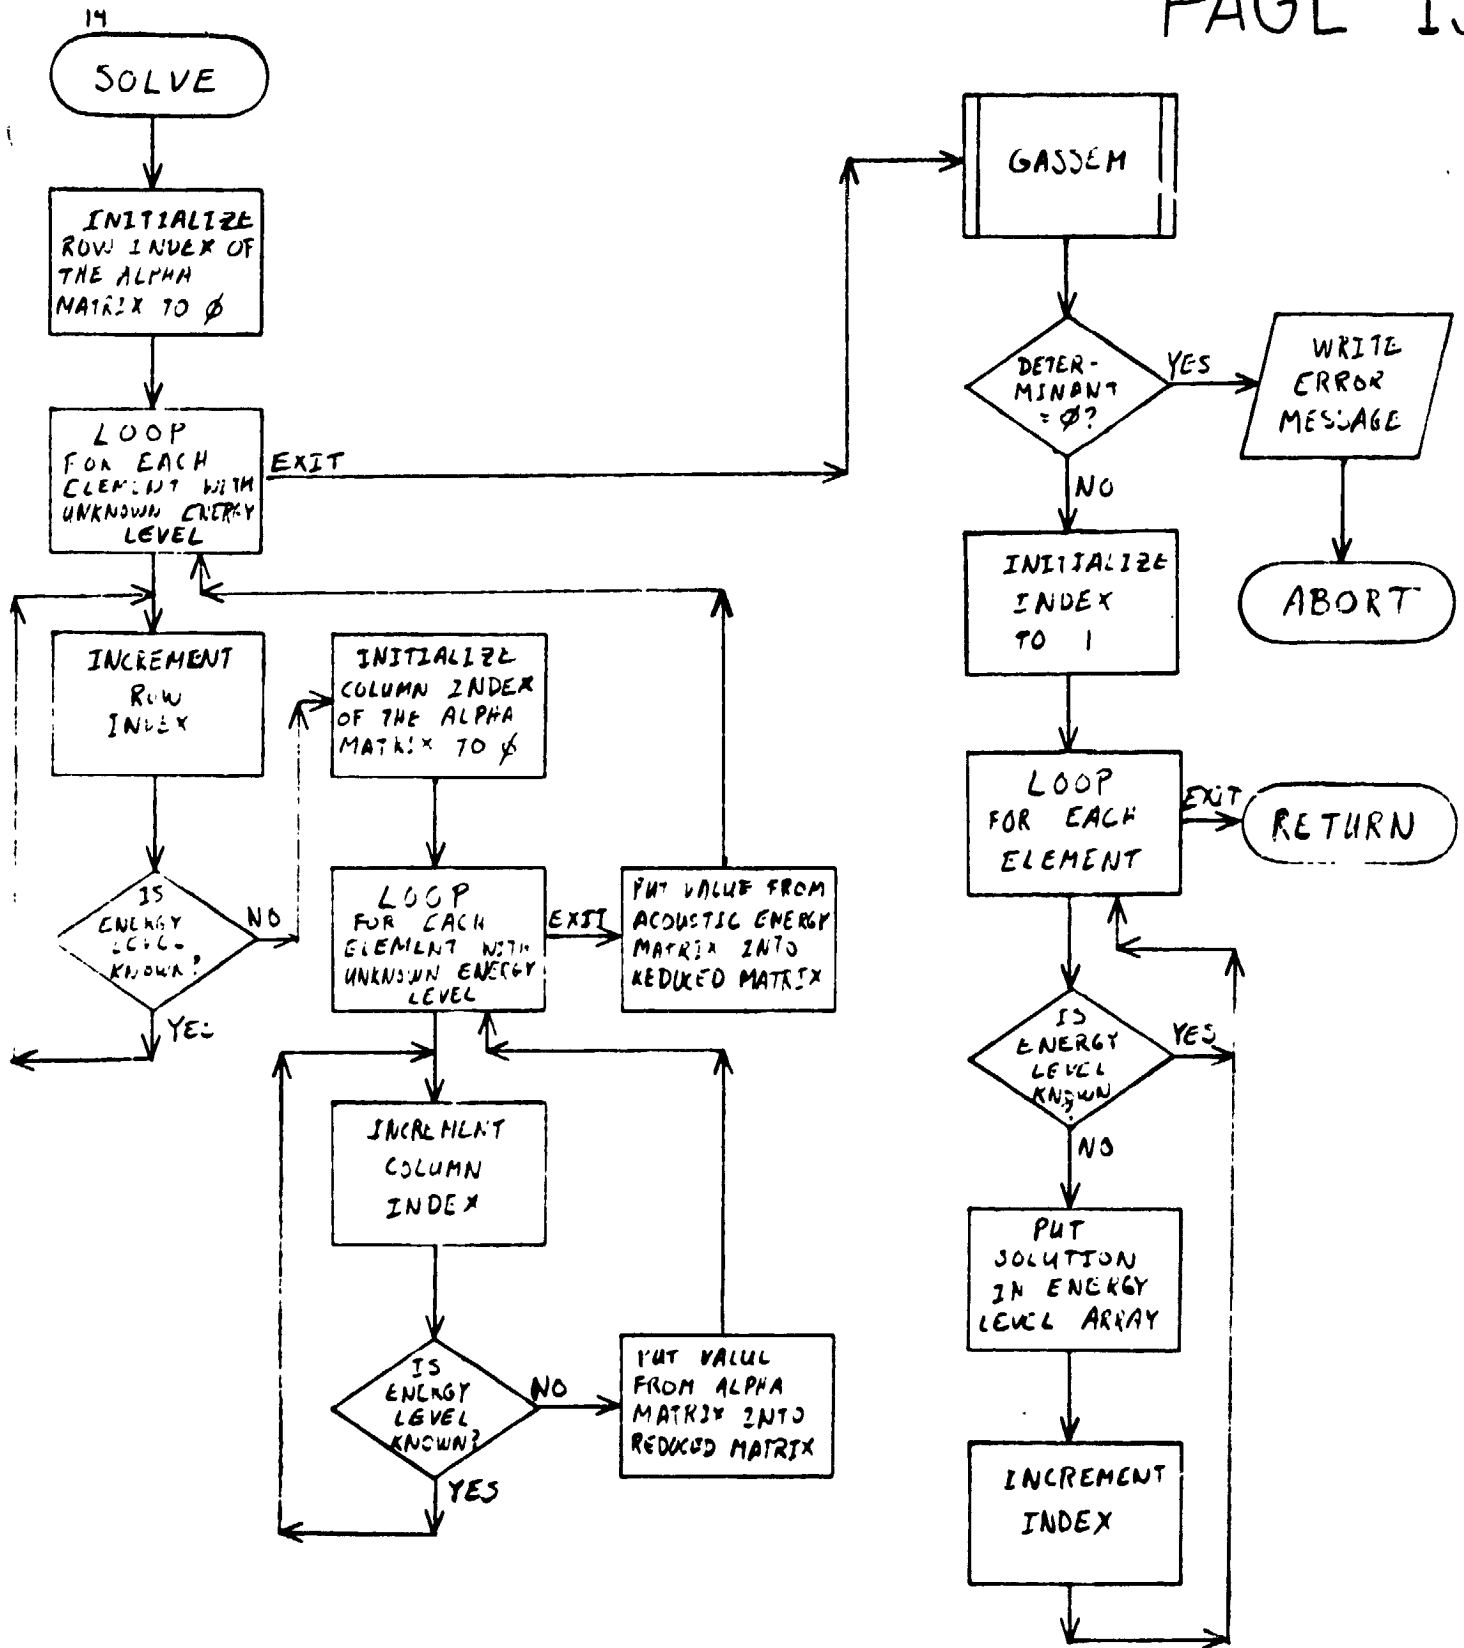 PAGE
14
SOLVE
INITIALIZE
ROW INDEX OF
THE ALPHA
MATRIX TO Ø
LOOP
FOR EACH
ELEMENT WITH
UNKNOWN ENERGY
LEVEL
EXIT
INCREMENT
ROW
INDEX
IS
ENERGY
LEVEL
KNOWN?
NO
YES
INITIALIZE
COLUMN INDEX
OF THE ALPHA
MATRIX TO Ø
LOOP
FOR EACH
ELEMENT WITH
UNKNOWN ENERGY
LEVEL
EXIT
PUT VALUE FROM
ACOUSTIC ENERGY
MATRIX INTO
REDUCED MATRIX
INCREMENT
COLUMN
INDEX
IS
ENERGY
LEVEL
KNOWN?
NO
YES
PUT VALUE
FROM ALPHA
MATRIX INTO
REDUCED MATRIX
GASSEM
DETER-
MINANT
= Ø?
YES
WRITE
ERROR
MESSAGE
ABORT
NO
INITIALIZE
INDEX
TO 1
LOOP
FOR EACH
ELEMENT
EXIT
RETURN
IS
ENERGY
LEVEL
KNOWN
?
YES
NO
PUT
SOLUTION
IN ENERGY
LEVEL ARRAY
INCREMENT
INDEX